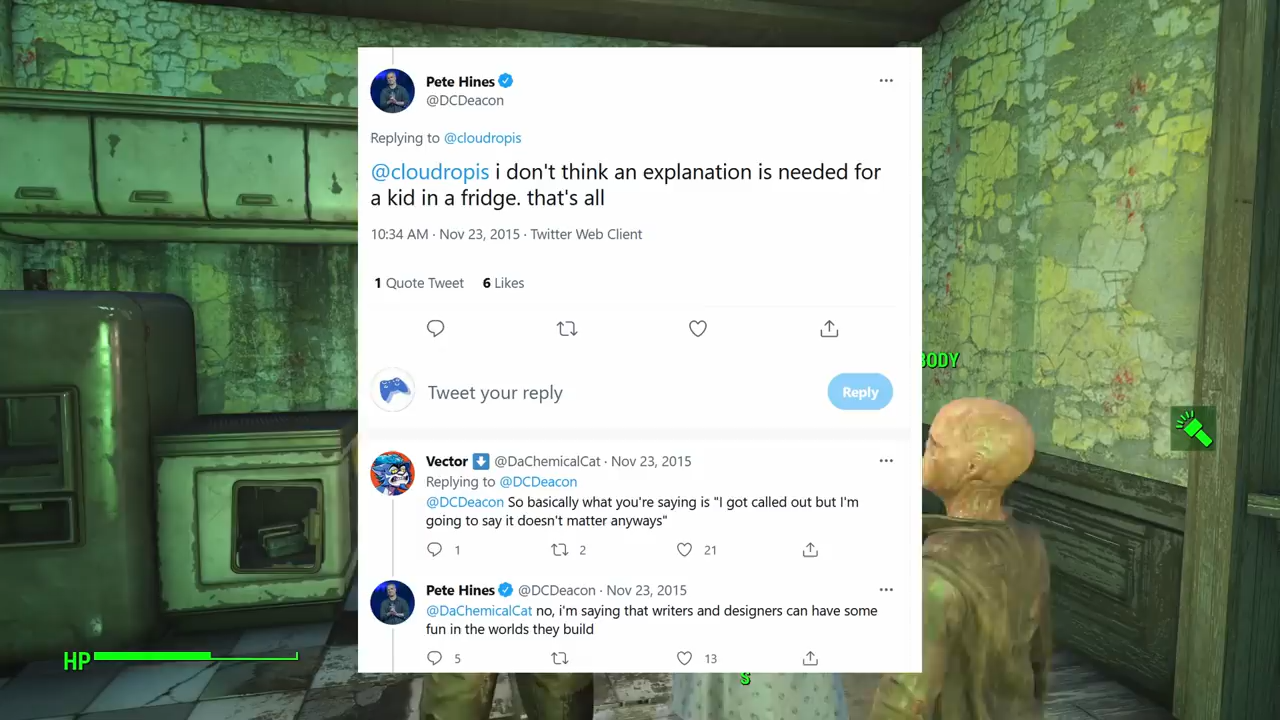 Pete Hines
@DCDeacon
Replying to @cloudropis
@cloudropis i don't think an explanation is needed for
a kid in a fridge. that's all
10:34 AM · Nov 23, 2015 · Twitter Web Client
1 Quote Tweet 6 Likes
Tweet your reply
Reply
Vector @DaChemicalCat · Nov 23, 2015
Replying to @DCDeacon
@DCDeacon So basically what you're saying is "I got called out but I'm
going to say it doesn't matter anyways"
1 2 21
Pete Hines @DCDeacon · Nov 23, 2015
@DaChemicalCat no, i'm saying that writers and designers can have some
fun in the worlds they build
5 13
BODY
HP
S